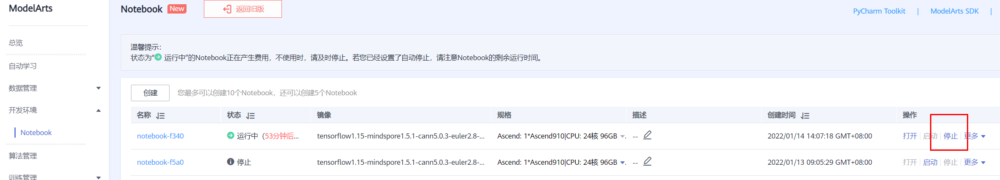 ModelArts
Notebook New 返回旧版 PyCharm Toolkit | ModelArts SDK |
总览
自动学习
数据管理
开发环境
Notebook
算法管理
训练管理
温馨提示：
状态为“ 运行中”的Notebook正在产生费用，不使用时，请及时停止。若您已经设置了自动停止，请注意Notebook的剩余运行时间。
创建 您最多可以创建10个Notebook，还可以创建5个Notebook
名称 状态 镜像 规格 描述 创建时间 操作
notebook-f340 运行中（53分钟后... tensorflow1.15-mindspore1.5.1-cann5.0.3-euler2.8-... Ascend: 1*Ascend910|CPU: 24核 96GB -- 2022/01/14 14:07:18 GMT+08:00 打开 | 启动 | 停止 | 更多
notebook-f5a0 停止 tensorflow1.15-mindspore1.5.1-cann5.0.3-euler2.8-... Ascend: 1*Ascend910|CPU: 24核 96GB -- 2022/01/13 09:05:29 GMT+08:00 打开 | 启动 | 停止 | 更多